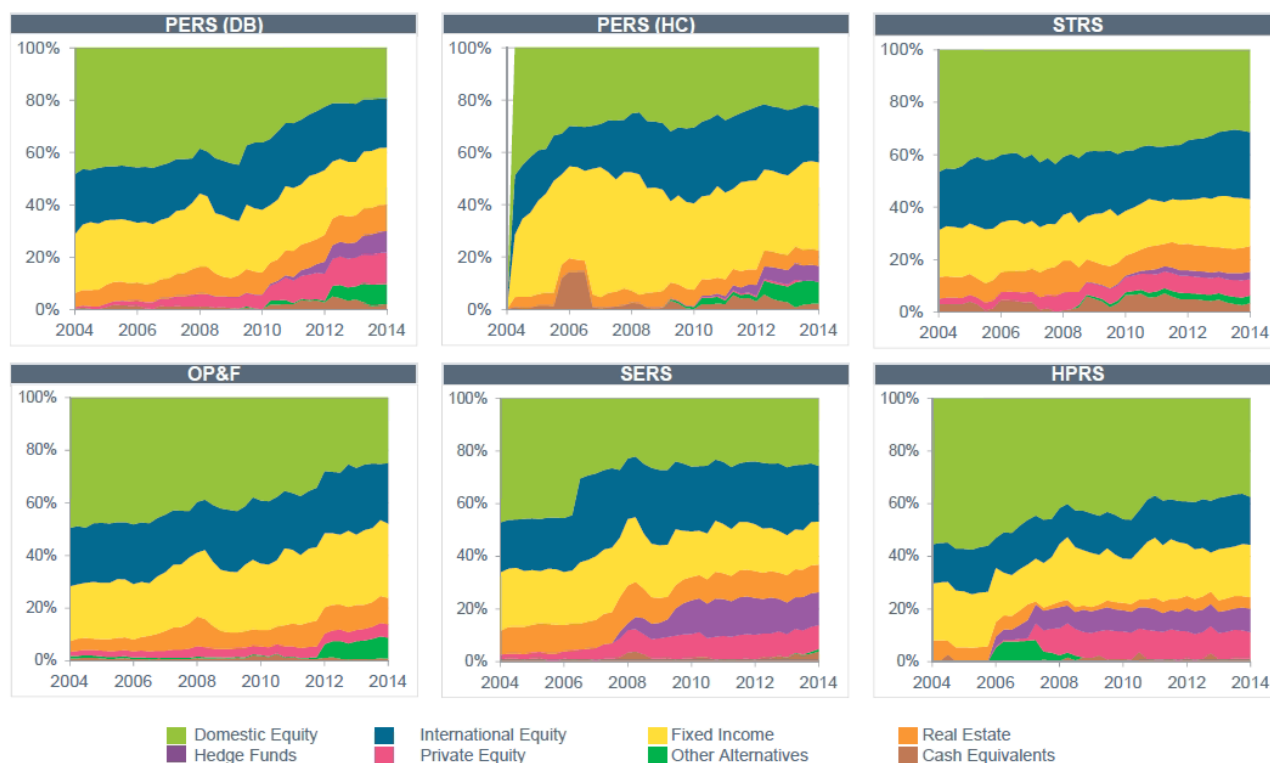 PERS (DB) PERS (HC) STRS
100% 100% 100%
80% 80% 80%
60% 60% 60%
40% 40% 40%
20% 20% 20%
0% 0% 0%
2004 2006 2008 2010 2012 2014 2004 2006 2008 2010 2012 2014 2004 2006 2008 2010 2012 2014
OP&F SERS HPRS
100% 100% 100%
80% 80% 80%
60% 60% 60%
40% 40% 40%
20% 20% 20%
0% 0% 0%
2004 2006 2008 2010 2012 2014 2004 2006 2008 2010 2012 2014 2004 2006 2008 2010 2012 2014
Domestic Equity International Equity Fixed Income Real Estate
Hedge Funds Private Equity Other Alternatives Cash Equivalents